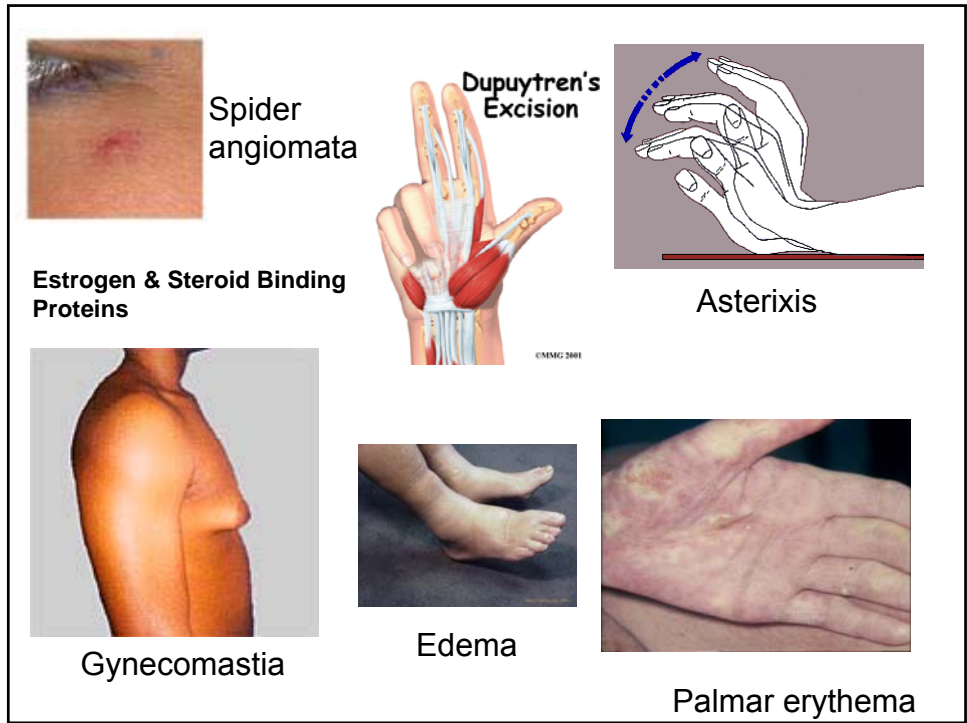 Spider
angiomata
Dupuytren's
Excision
©MMG 2001
Asterixis
Estrogen & Steroid Binding
Proteins
Gynecomastia
Edema
Palmar erythema